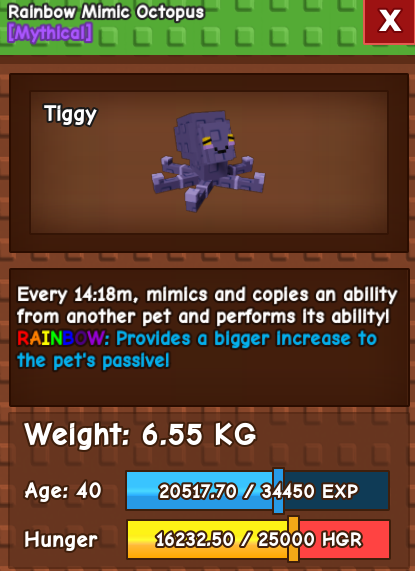 Rainbow Mimic Octopus
[Mythical]
X
Tiggy
Every 14:18m, mimics and copies an ability
from another pet and performs its ability!
RAINBOW: Provides a bigger increase to
the pet's passive!
Weight: 6.55 KG
Age: 40
20517.70 / 34450 EXP
Hunger
16232.50 / 25000 HGR